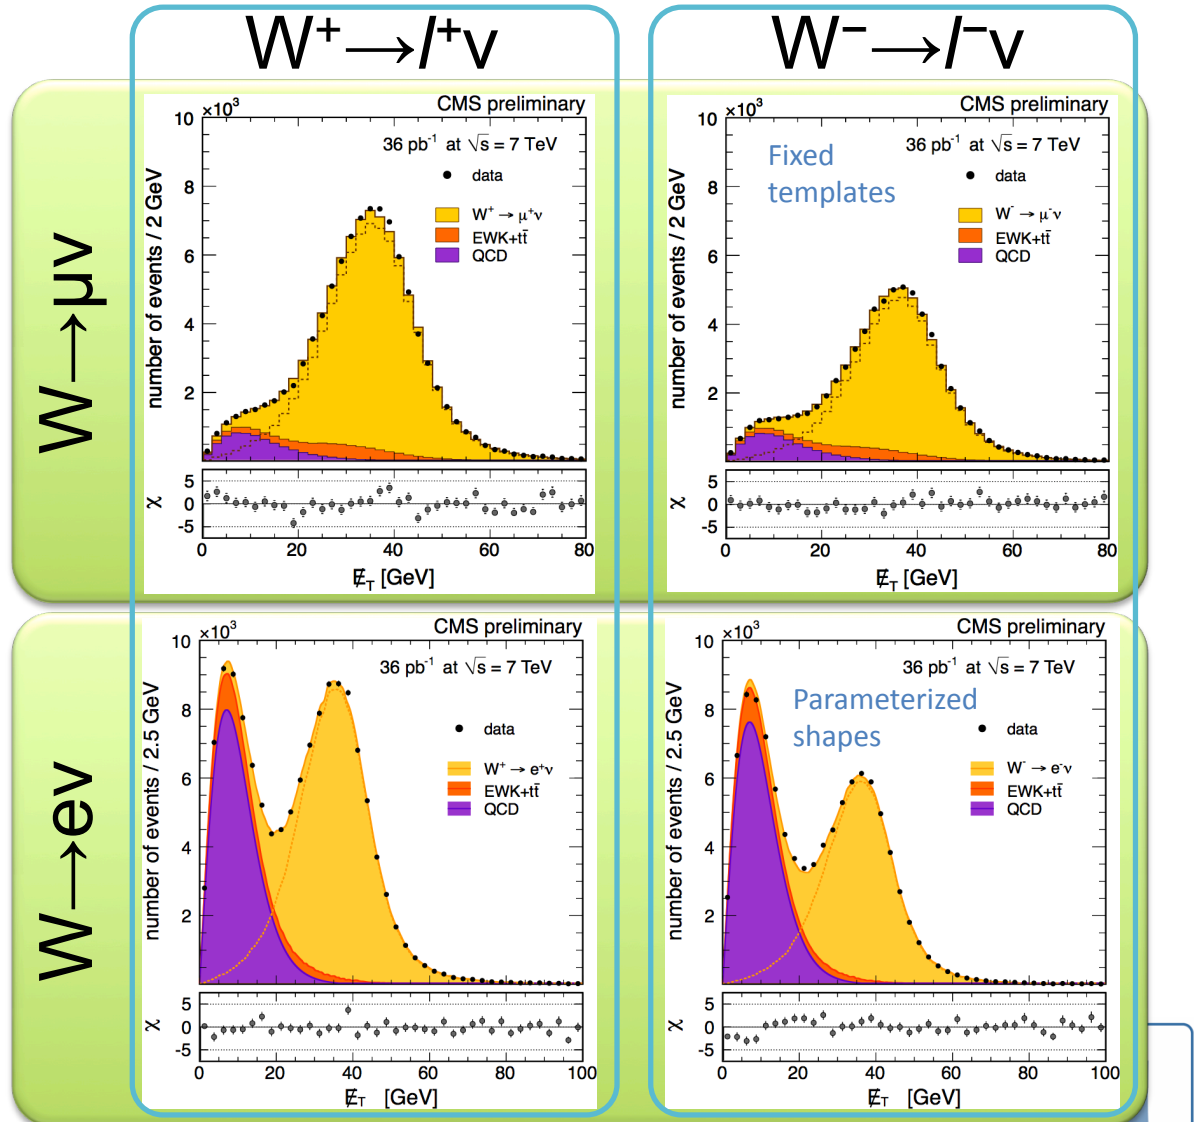 W⁺→l⁺ν
W⁻→l⁻ν
W→μν
CMS preliminary
×10³
36 pb⁻¹ at √s = 7 TeV
data
W⁺ → μ⁺ν
EWK+tt̄
QCD
number of events / 2 GeV
10
8
6
4
2
χ
5
0
-5
0 20 40 60 80
E̸_T [GeV]
CMS preliminary
×10³
36 pb⁻¹ at √s = 7 TeV
Fixed
templates
data
W⁻ → μ⁻ν
EWK+tt̄
QCD
number of events / 2 GeV
10
8
6
4
2
χ
5
0
-5
0 20 40 60 80
E̸_T [GeV]
W→eν
CMS preliminary
×10³
36 pb⁻¹ at √s = 7 TeV
data
W⁺ → e⁺ν
EWK+tt̄
QCD
number of events / 2.5 GeV
10
8
6
4
2
χ
5
0
-5
0 20 40 60 80 100
E̸_T [GeV]
CMS preliminary
×10³
36 pb⁻¹ at √s = 7 TeV
Parameterized
shapes
data
W⁻ → e⁻ν
EWK+tt̄
QCD
number of events / 2.5 GeV
10
8
6
4
2
χ
5
0
-5
0 20 40 60 80 100
E̸_T [GeV]